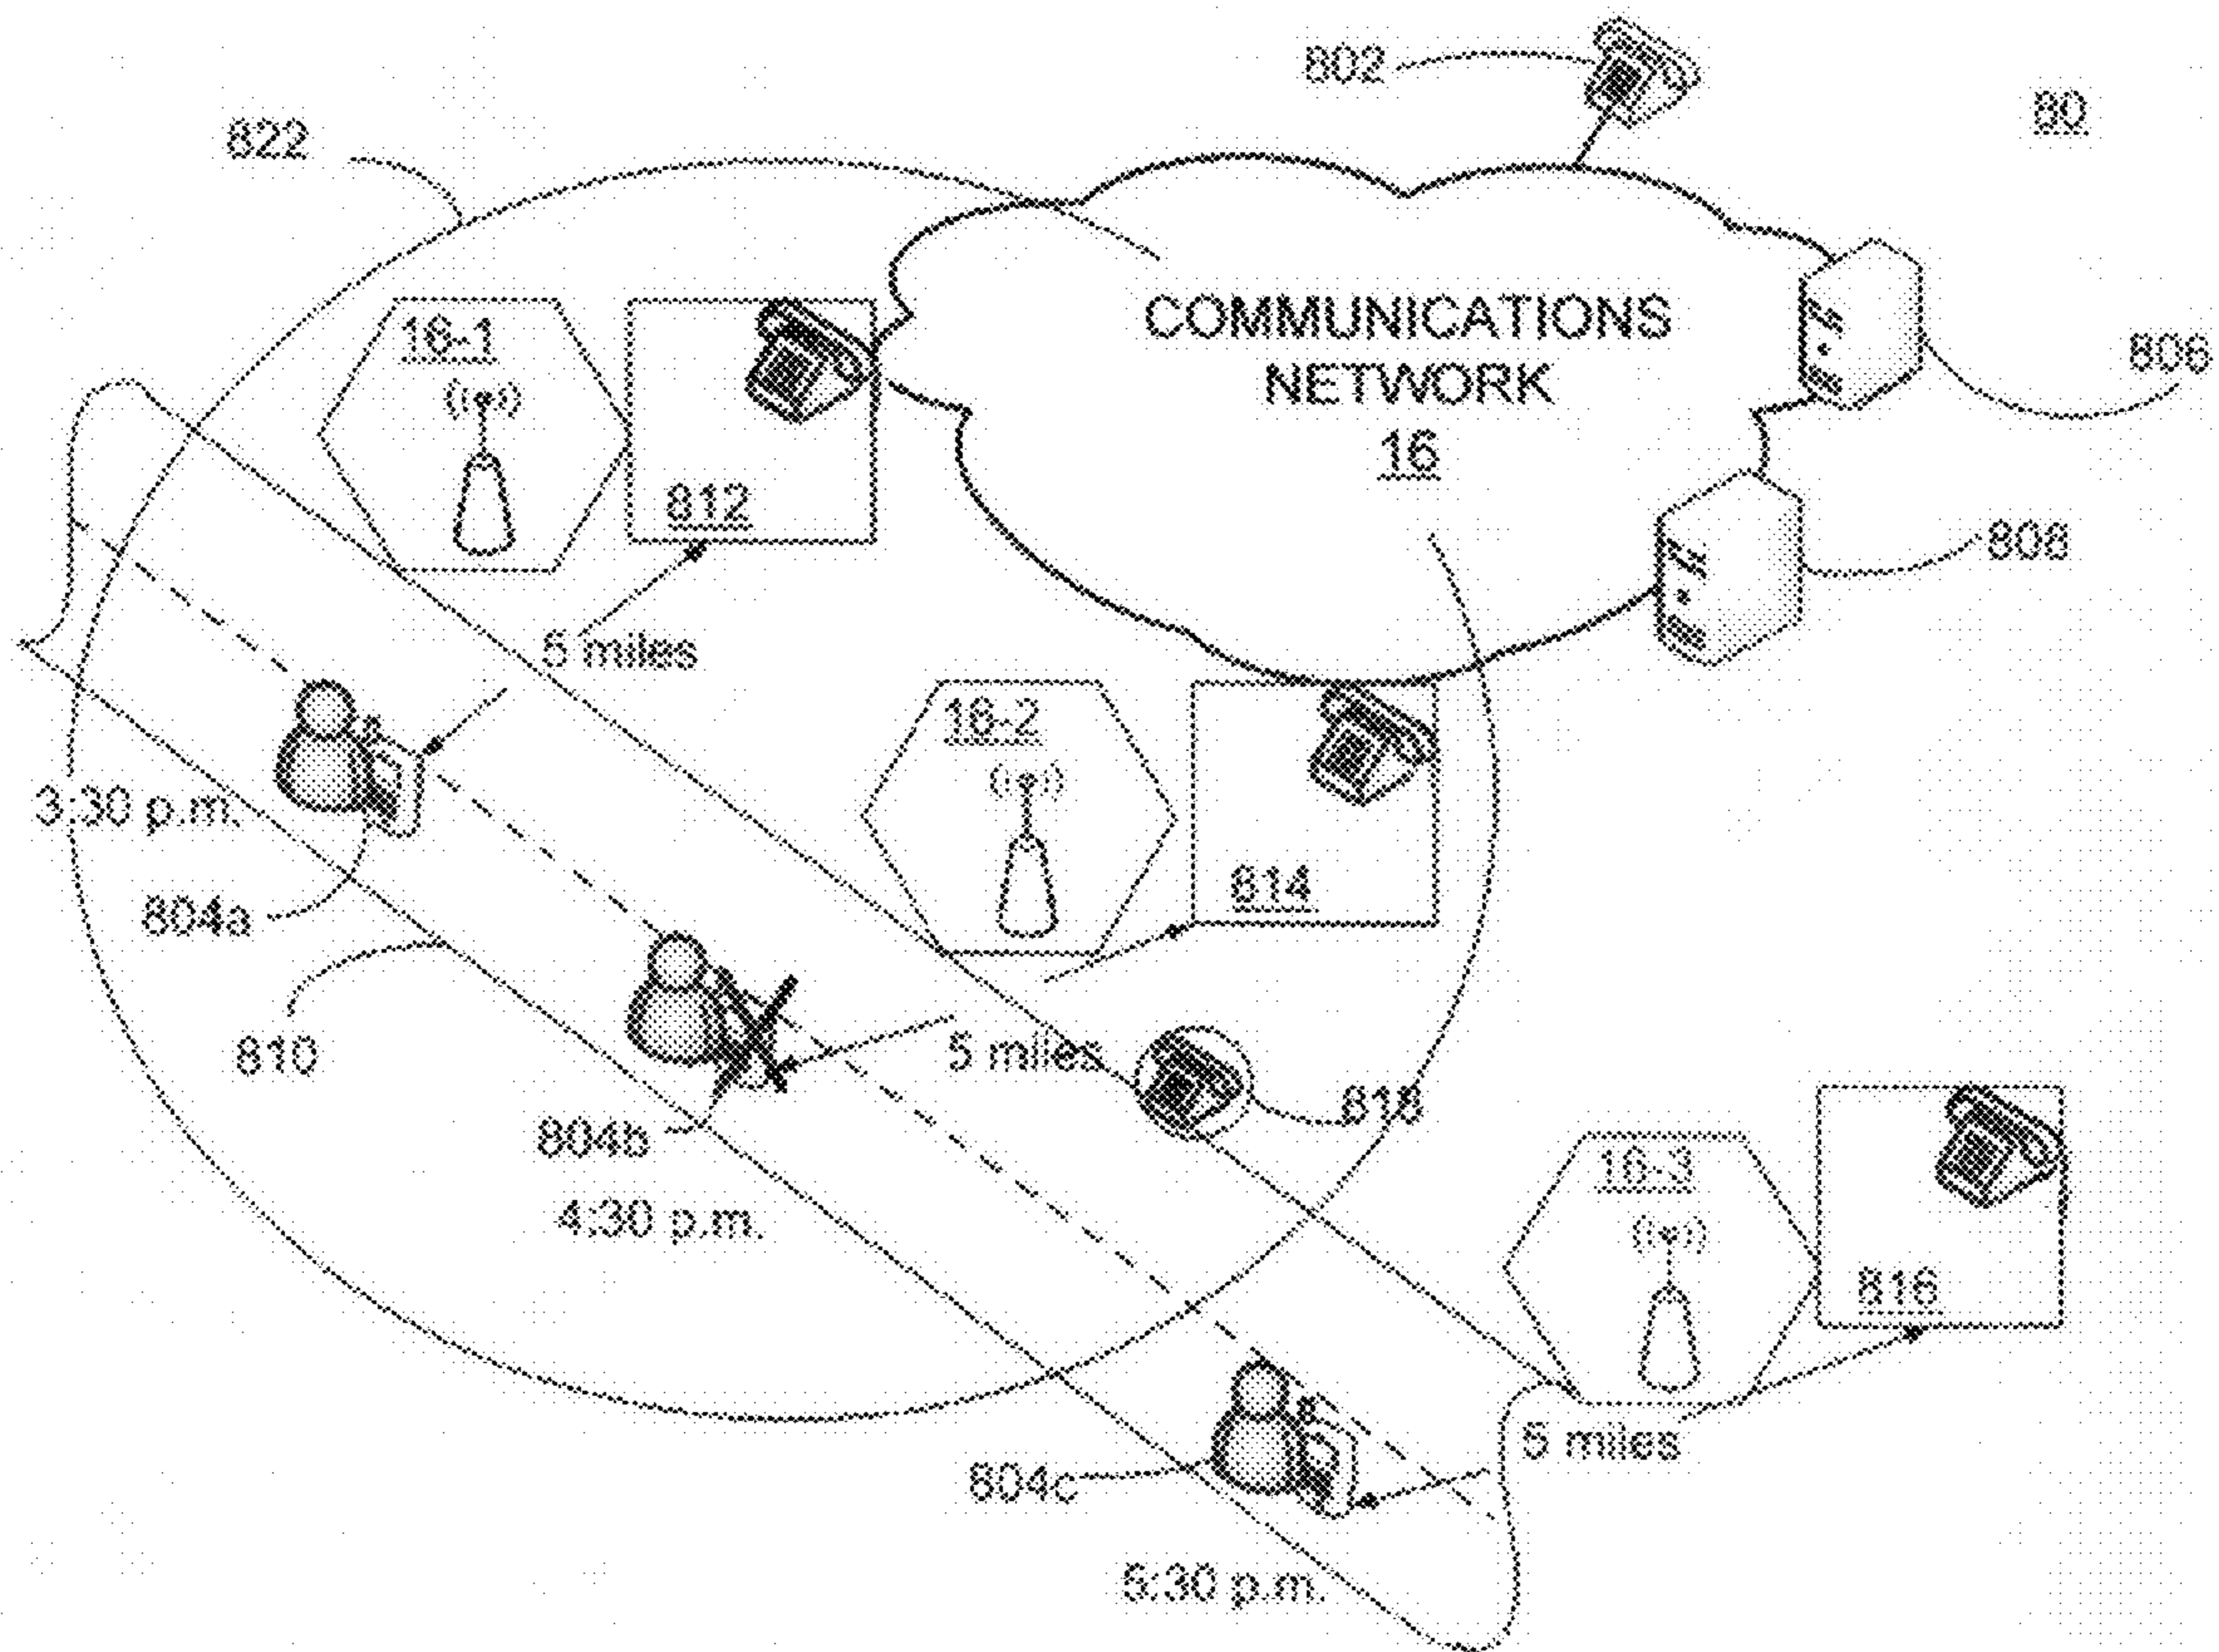 802
80
822
COMMUNICATIONS
NETWORK
16
16-1
806
812
808
5 miles
16-2
3:30 p.m.
814
804a
810
5 miles
818
804b
16-3
4:30 p.m.
816
5 miles
804c
5:30 p.m.